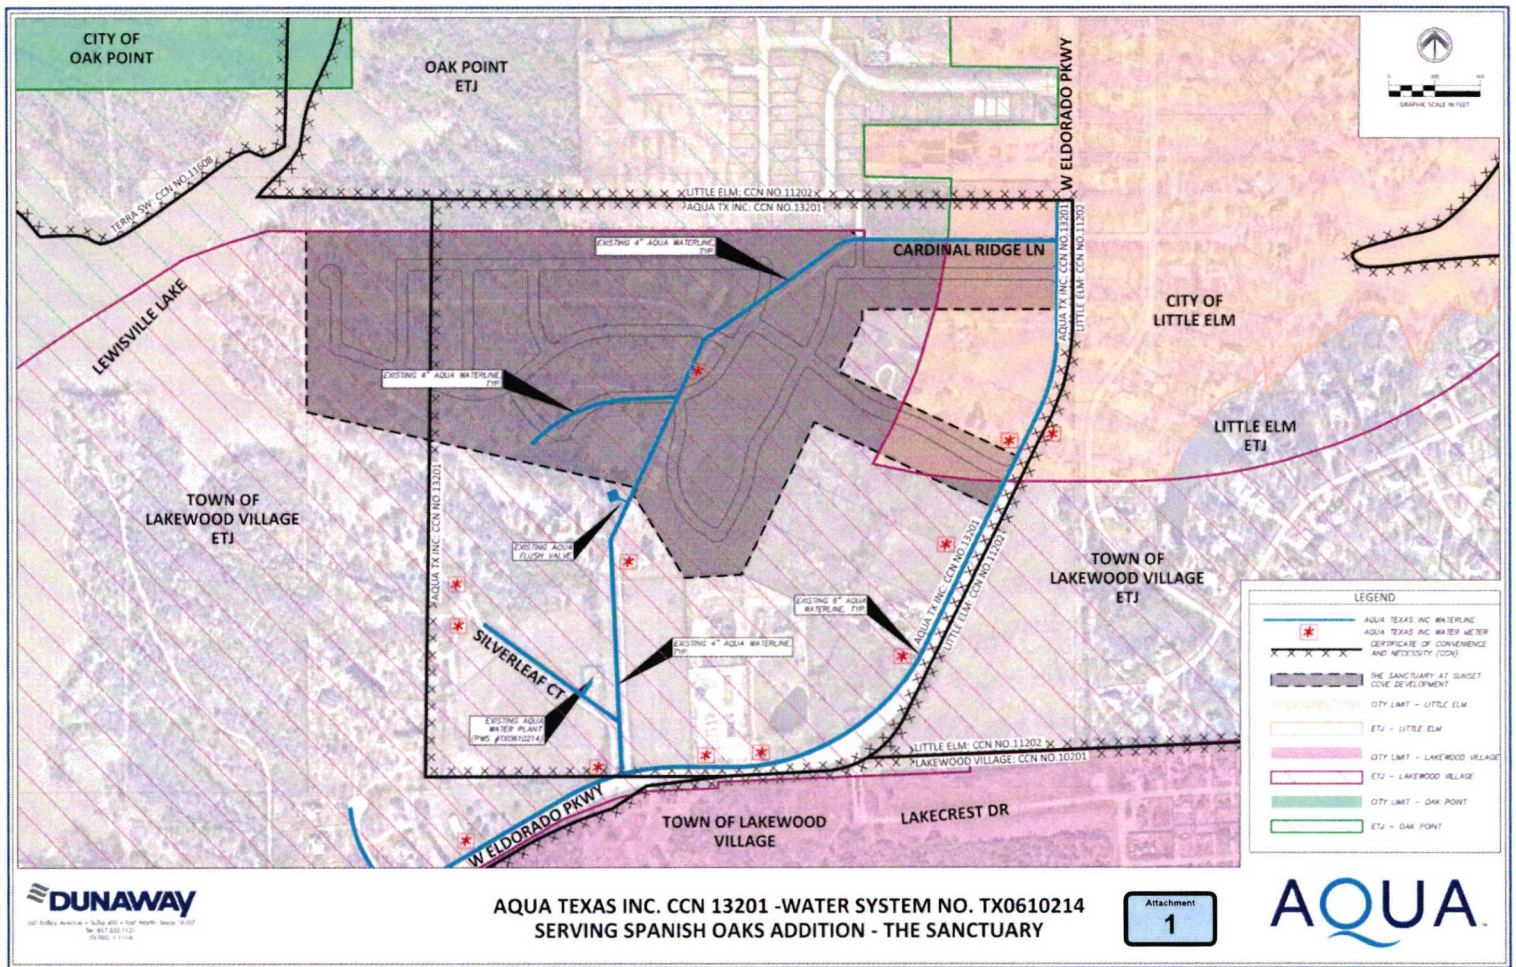 CITY OF
OAK POINT
OAK POINT
ETJ
W ELDORADO PKWY
GRAPHIC SCALE IN FEET
TERRA SW: CCN NO.11608
LITTLE ELM: CCN NO.11202
AQUA TX INC: CCN NO.13201
EXISTING 4" AQUA WATERLINE,
TYP
CARDINAL RIDGE LN
AQUA TX INC: CCN NO.13201
LITTLE ELM: CCN NO.11202
CITY OF
LITTLE ELM
LEWISVILLE LAKE
EXISTING 4" AQUA WATERLINE,
TYP
LITTLE ELM
ETJ
TOWN OF
LAKEWOOD VILLAGE
ETJ
AQUA TX INC: CCN NO.13201
EXISTING AQUA
FLUSH VALVE
AQUA TX INC: CCN NO.13201
LITTLE ELM: CCN NO.11202
TOWN OF
LAKEWOOD VILLAGE
ETJ
EXISTING 8" AQUA
WATERLINE, TYP
SILVERLEAF CT
EXISTING 4" AQUA WATERLINE,
TYP
EXISTING AQUA
WATER PLANT
(PWS #TX0610214)
LITTLE ELM: CCN NO.11202
LAKEWOOD VILLAGE: CCN NO.10201
W ELDORADO PKWY
TOWN OF LAKEWOOD
VILLAGE
LAKECREST DR
LEGEND
AQUA TEXAS INC WATERLINE
AQUA TEXAS INC WATER METER
CERTIFICATE OF CONVENIENCE
AND NECESSITY (CCN)
THE SANCTUARY AT SUNSET
COVE DEVELOPMENT
CITY LIMIT - LITTLE ELM
ETJ - LITTLE ELM
CITY LIMIT - LAKEWOOD VILLAGE
ETJ - LAKEWOOD VILLAGE
CITY LIMIT - OAK POINT
ETJ - OAK POINT
DUNAWAY
AQUA TEXAS INC. CCN 13201 -WATER SYSTEM NO. TX0610214
SERVING SPANISH OAKS ADDITION - THE SANCTUARY
Attachment
1
AQUA